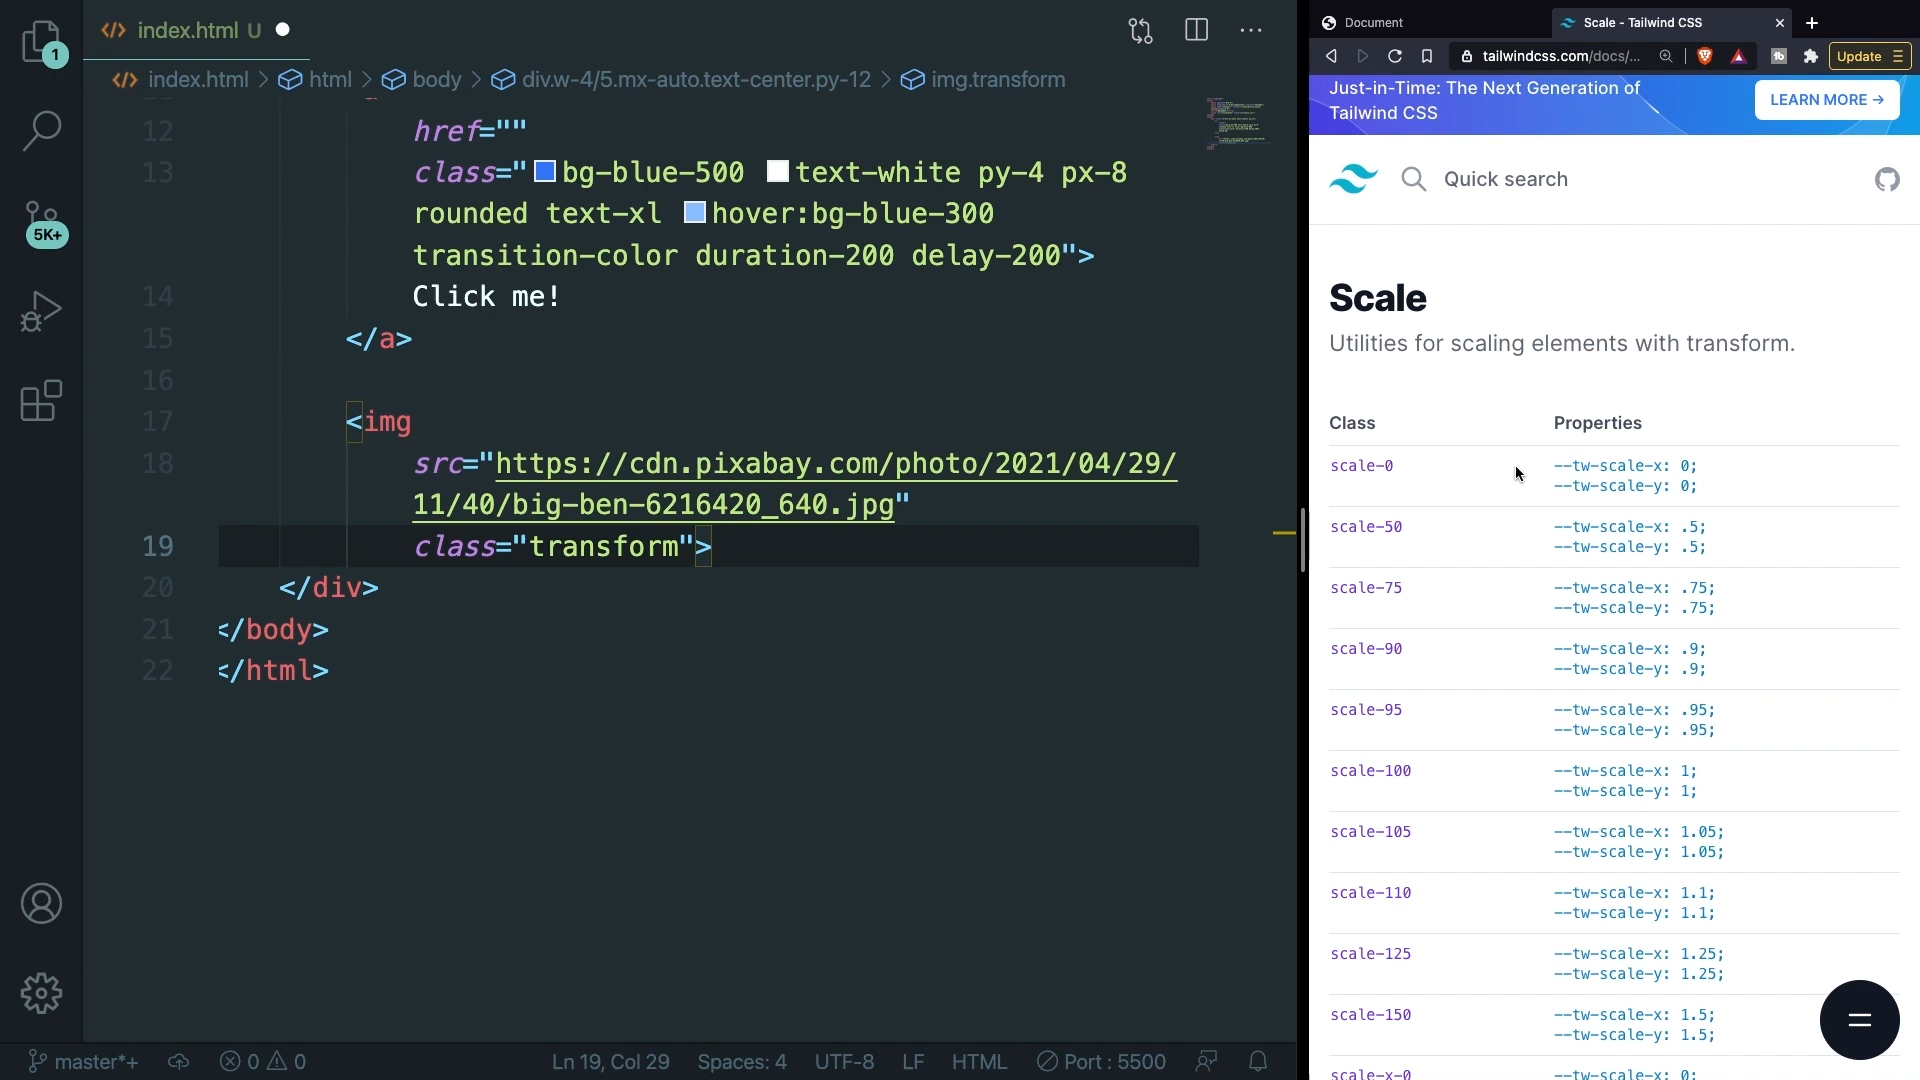 index.html U
1
index.html > html > body > div.w-4/5.mx-auto.text-center.py-12 > img.transform
12 href=""
13 class="bg-blue-500 text-white py-4 px-8
rounded text-xl hover:bg-blue-300
transition-color duration-200 delay-200">
14 Click me!
15 </a>
16
17 <img
18 src="https://cdn.pixabay.com/photo/2021/04/29/
11/40/big-ben-6216420_640.jpg"
19 class="transform">
20 </div>
21 </body>
22 </html>
5K+
master*+
0 0
Ln 19, Col 29
Spaces: 4
UTF-8
LF
HTML
Port : 5500
Document
Scale - Tailwind CSS
tailwindcss.com/docs/...
Update
Just-in-Time: The Next Generation of
Tailwind CSS
LEARN MORE →
Quick search
Scale
Utilities for scaling elements with transform.
Class Properties
scale-0 --tw-scale-x: 0;
--tw-scale-y: 0;
scale-50 --tw-scale-x: .5;
--tw-scale-y: .5;
scale-75 --tw-scale-x: .75;
--tw-scale-y: .75;
scale-90 --tw-scale-x: .9;
--tw-scale-y: .9;
scale-95 --tw-scale-x: .95;
--tw-scale-y: .95;
scale-100 --tw-scale-x: 1;
--tw-scale-y: 1;
scale-105 --tw-scale-x: 1.05;
--tw-scale-y: 1.05;
scale-110 --tw-scale-x: 1.1;
--tw-scale-y: 1.1;
scale-125 --tw-scale-x: 1.25;
--tw-scale-y: 1.25;
scale-150 --tw-scale-x: 1.5;
--tw-scale-y: 1.5;
scale-x-0 --tw-scale-x: 0;